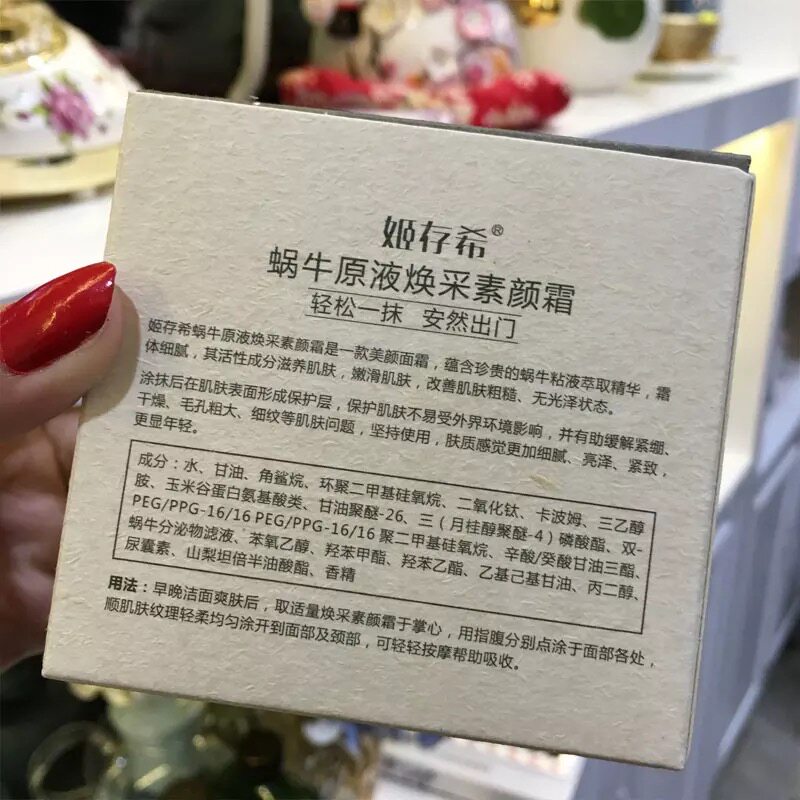 姬存希®
蜗牛原液焕采素颜霜
轻松一抹 安然出门
姬存希蜗牛原液焕采素颜霜是一款美颜面霜，蕴含珍贵的蜗牛粘液萃取精华，霜
体细腻，其活性成分滋养肌肤，嫩滑肌肤，改善肌肤粗糙、无光泽状态。
涂抹后在肌肤表面形成保护层，保护肌肤不易受外界环境影响，并有助缓解紧绷、
干燥、毛孔粗大、细纹等肌肤问题，坚持使用，肤质感觉更加细腻、亮泽、紧致，
更显年轻。
成分：水、甘油、角鲨烷、环聚二甲基硅氧烷、二氧化钛、卡波姆、三乙醇
胺、玉米谷蛋白氨基酸类、甘油聚醚-26、三（月桂醇聚醚-4）磷酸酯、双-
PEG/PPG-16/16 PEG/PPG-16/16 聚二甲基硅氧烷、辛酸/癸酸甘油三酯、
蜗牛分泌物滤液、苯氧乙醇、羟苯甲酯、羟苯乙酯、乙基己基甘油、丙二醇、
尿囊素、山梨坦倍半油酸酯、香精
用法：早晚洁面爽肤后，取适量焕采素颜霜于掌心，用指腹分别点涂于面部各处，
顺肌肤纹理轻柔均匀涂开到面部及颈部，可轻轻按摩帮助吸收。